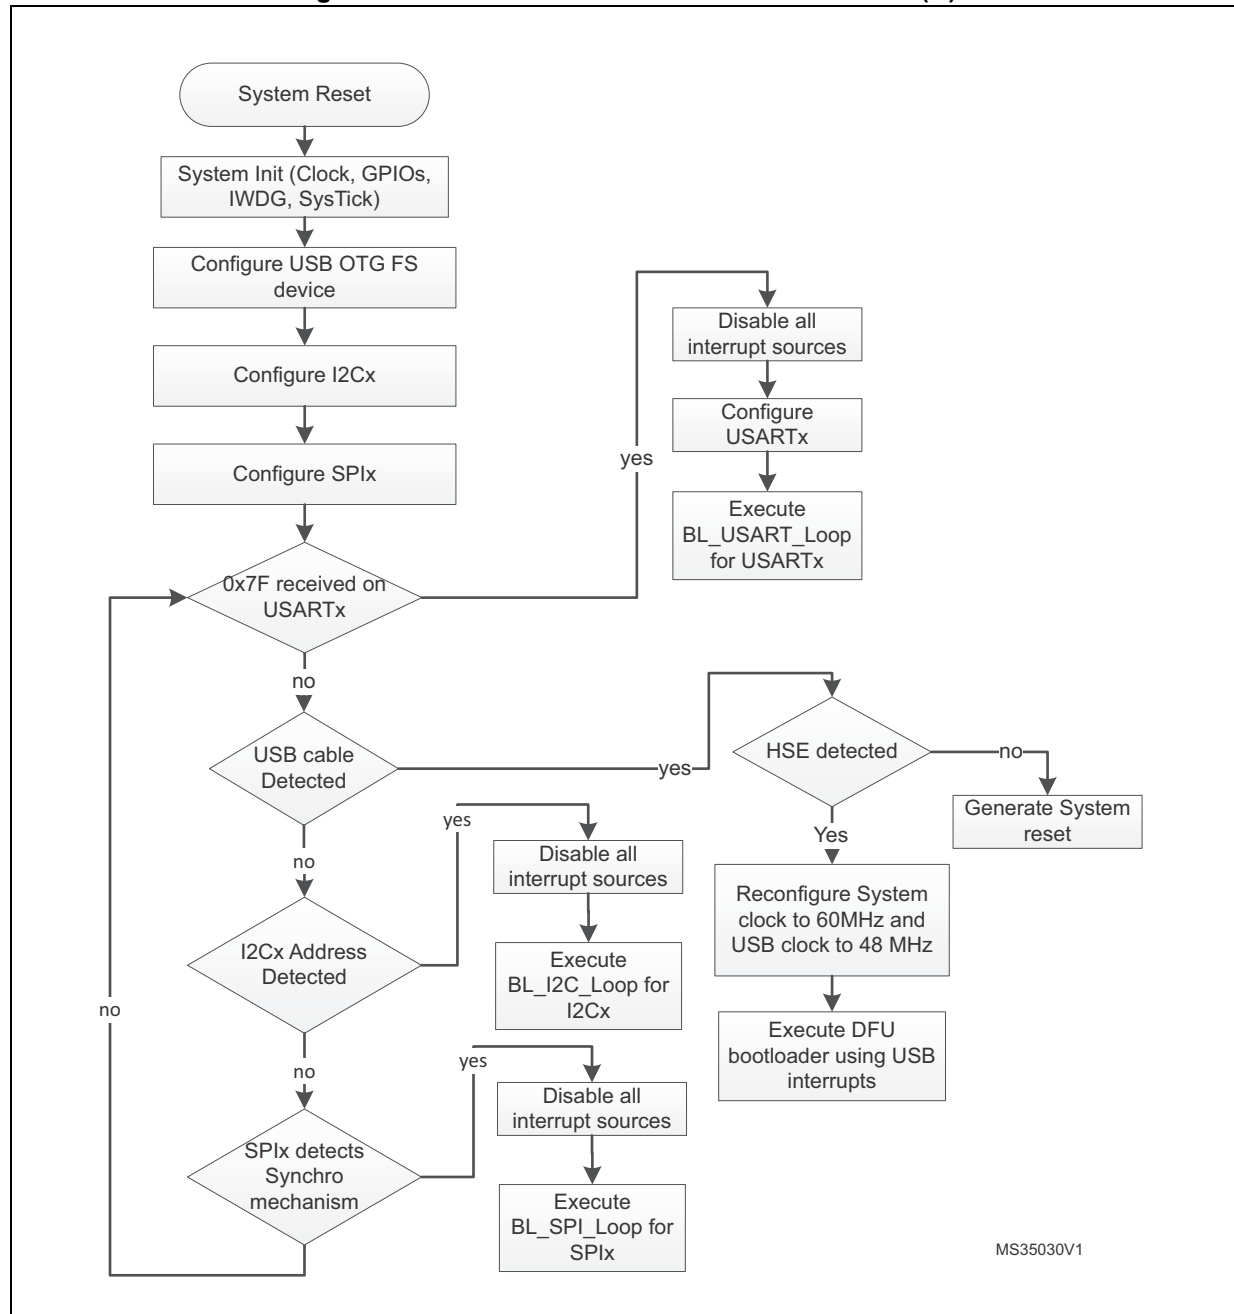 System Reset
System Init (Clock, GPIOs,
IWDG, SysTick)
Configure USB OTG FS
device
Configure I2Cx
Configure SPIx
0x7F received on
USARTx
yes
Disable all
interrupt sources
Configure
USARTx
Execute
BL_USART_Loop
for USARTx
no
USB cable
Detected
yes
HSE detected
no
Generate System
reset
Yes
Reconfigure System
clock to 60MHz and
USB clock to 48 MHz
Execute DFU
bootloader using USB
interrupts
no
I2Cx Address
Detected
yes
Disable all
interrupt sources
Execute
BL_I2C_Loop for
I2Cx
no
SPIx detects
Synchro
mechanism
yes
Disable all
interrupt sources
Execute
BL_SPI_Loop for
SPIx
no
MS35030V1